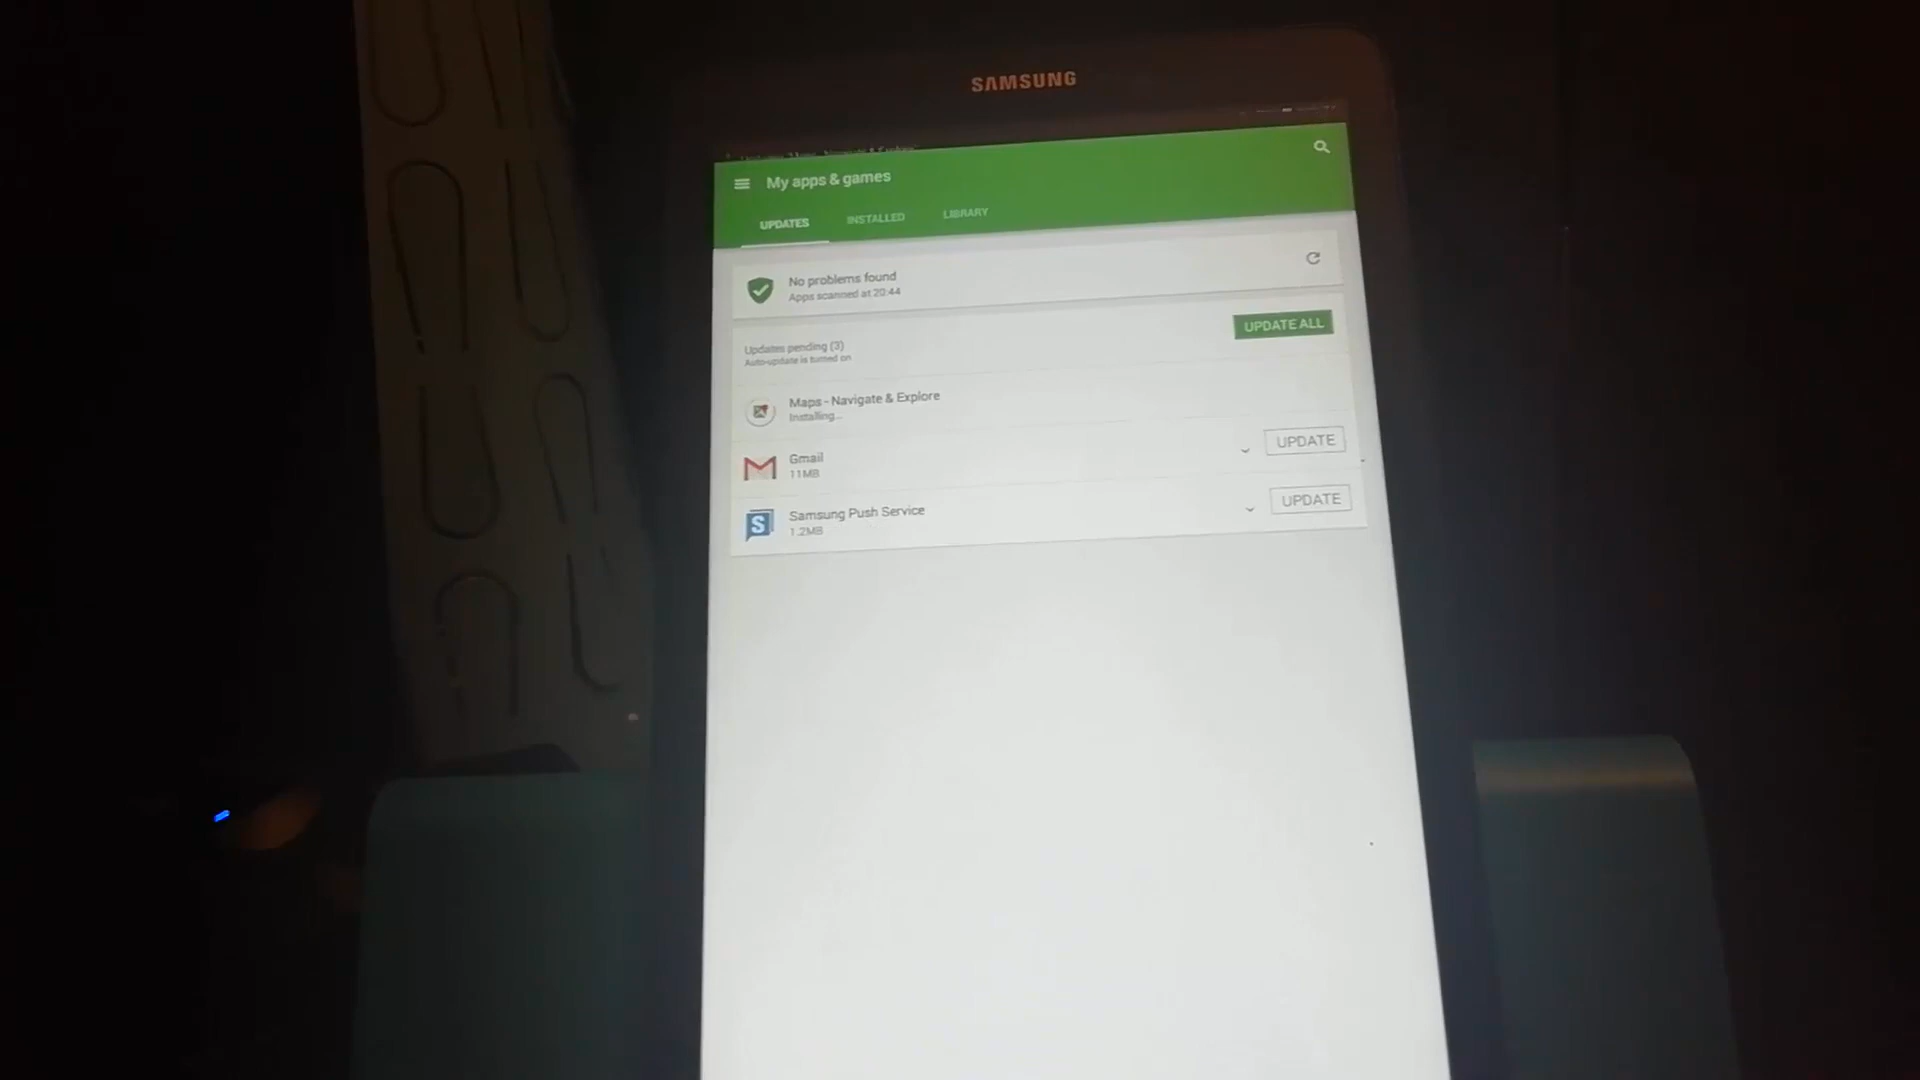 SAMSUNG
My apps & games
UPDATES INSTALLED LIBRARY
No problems found
Apps scanned at 20:44
UPDATE ALL
Updates pending (3)
Auto-update is turned on
Maps - Navigate & Explore
Installing...
Gmail
11MB
UPDATE
Samsung Push Service
1.2MB
UPDATE